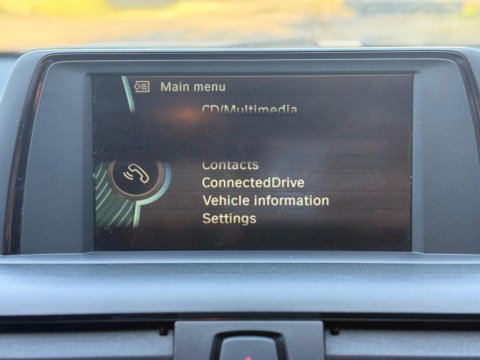 Main menu
CD/Multimedia
Contacts
ConnectedDrive
Vehicle information
Settings